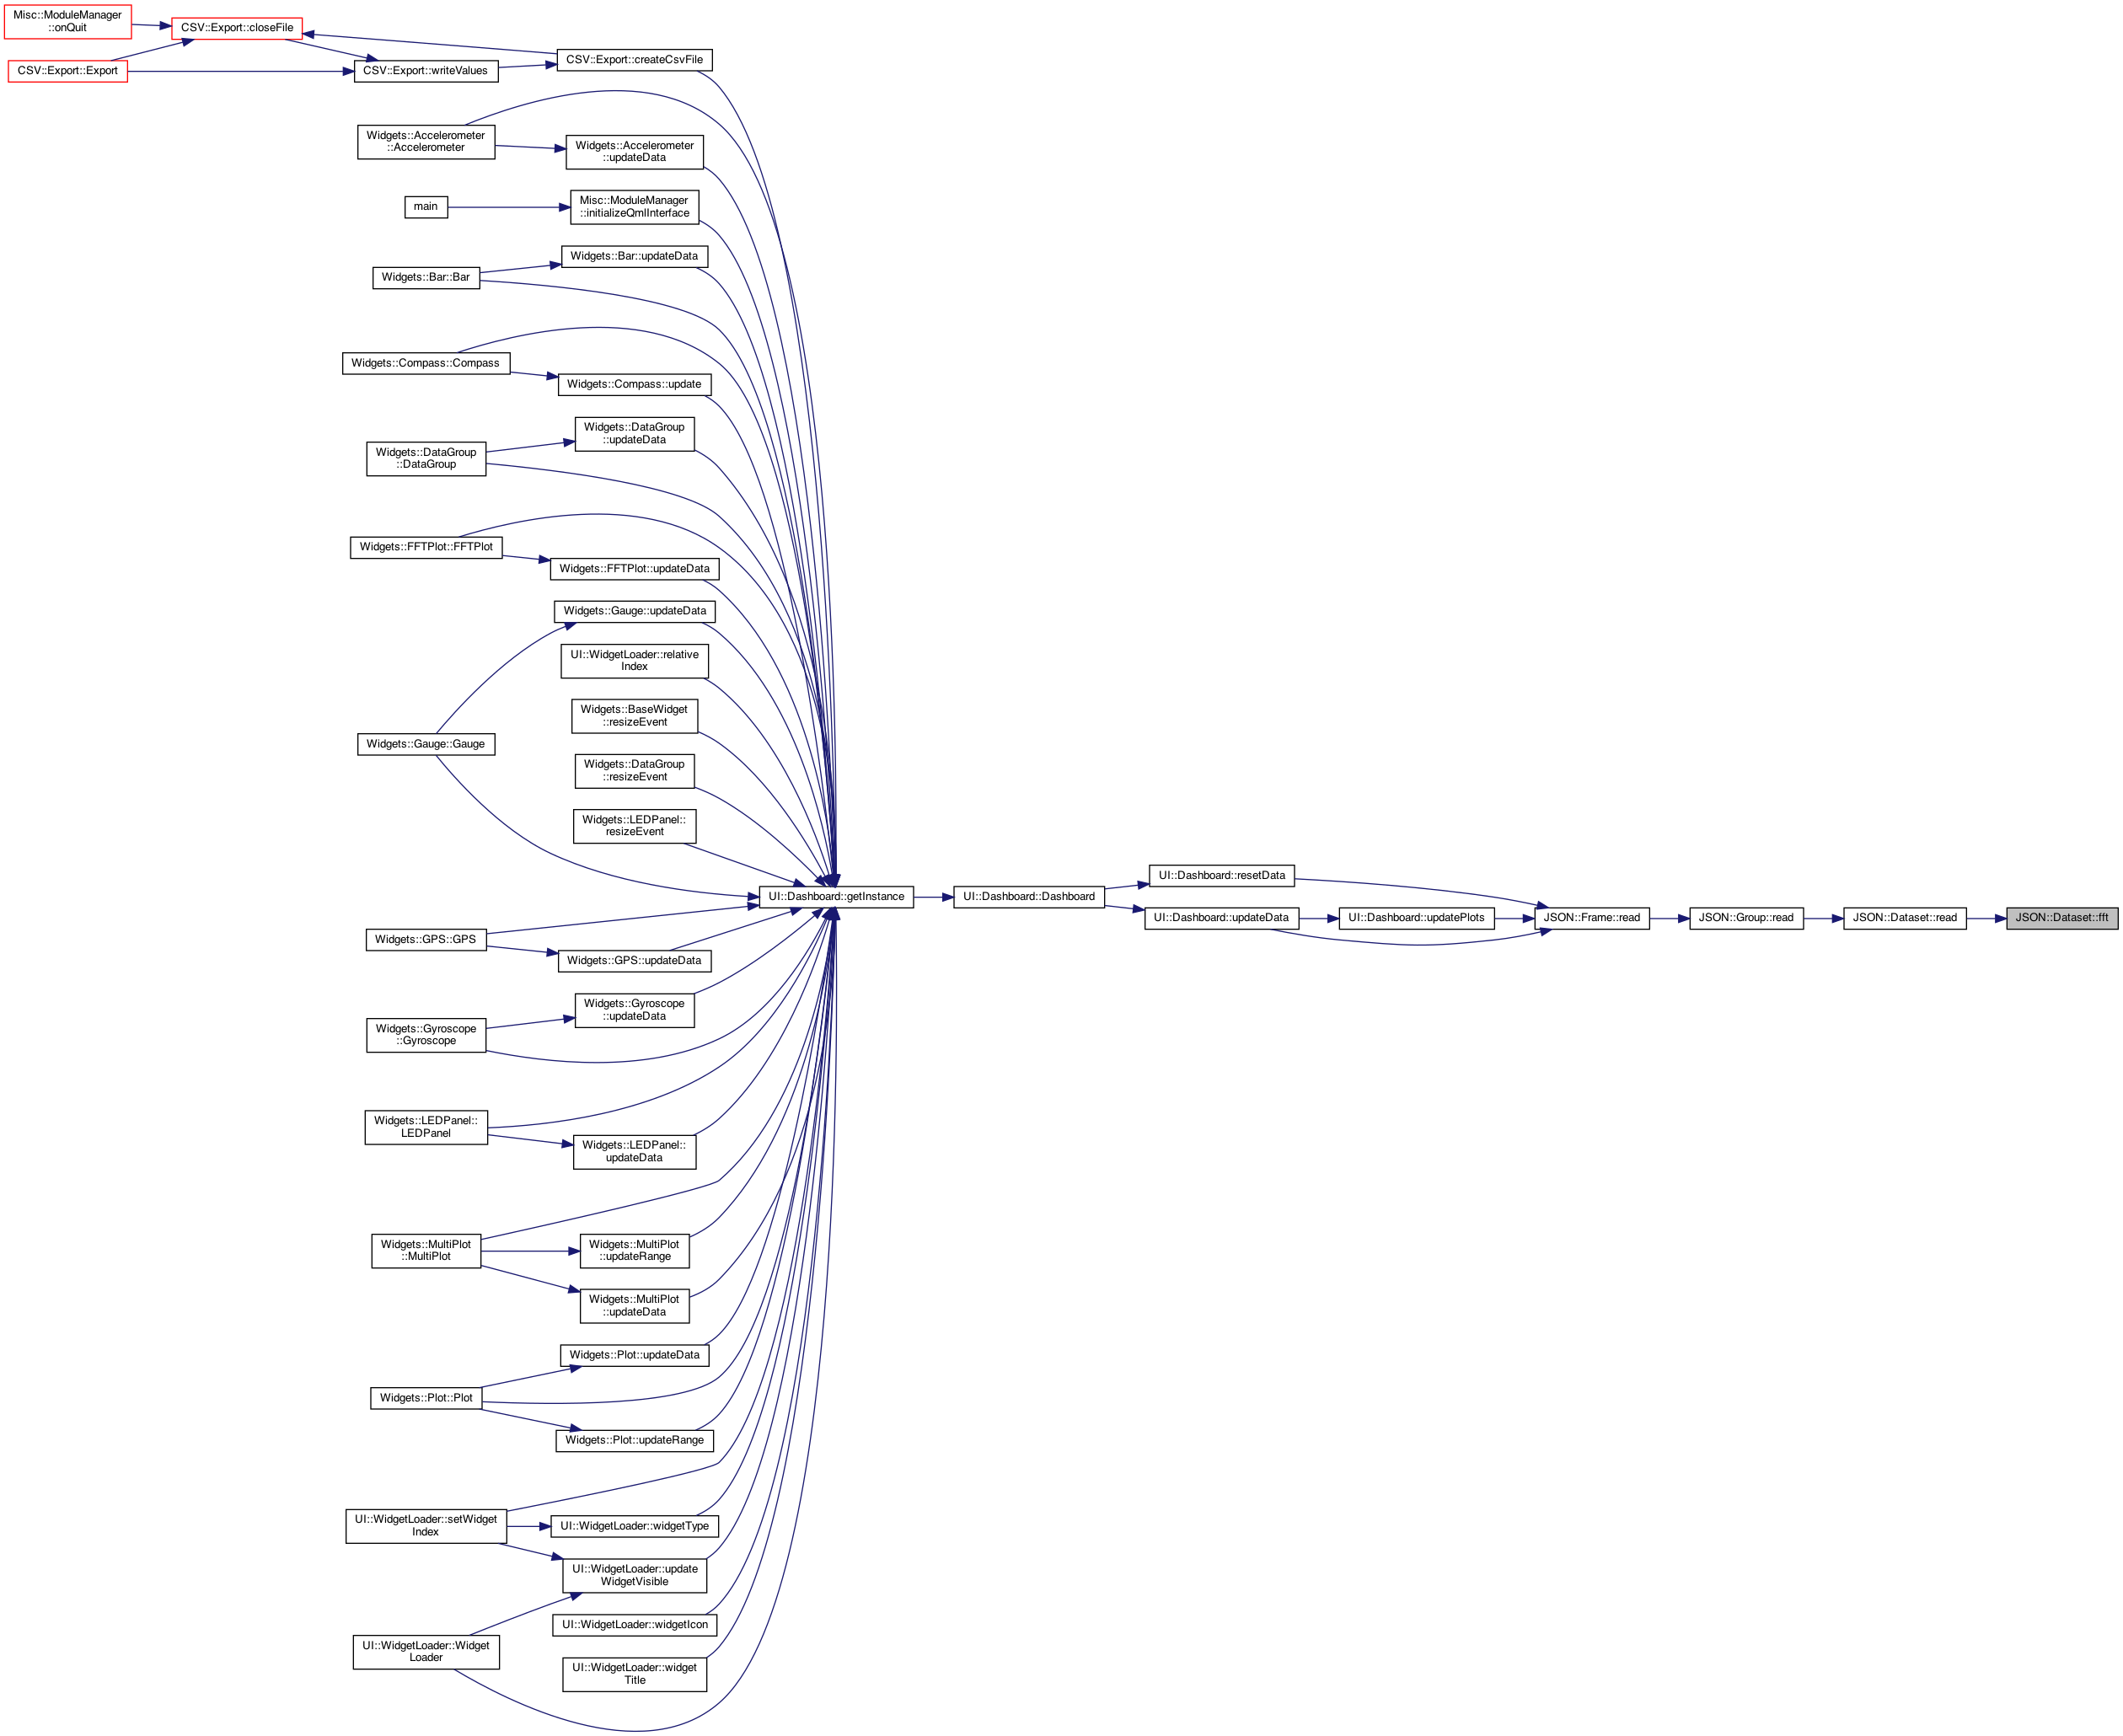 Misc::ModuleManager
::onQuit
CSV::Export::closeFile
CSV::Export::createCsvFile
CSV::Export::Export
CSV::Export::writeValues
Widgets::Accelerometer
::Accelerometer
Widgets::Accelerometer
::updateData
main
Misc::ModuleManager
::initializeQmlInterface
Widgets::Bar::updateData
Widgets::Bar::Bar
Widgets::Compass::Compass
Widgets::Compass::update
Widgets::DataGroup
::updateData
Widgets::DataGroup
::DataGroup
Widgets::FFTPlot::FFTPlot
Widgets::FFTPlot::updateData
Widgets::Gauge::updateData
UI::WidgetLoader::relative
Index
Widgets::BaseWidget
::resizeEvent
Widgets::Gauge::Gauge
Widgets::DataGroup
::resizeEvent
Widgets::LEDPanel::
resizeEvent
UI::Dashboard::getInstance
UI::Dashboard::Dashboard
UI::Dashboard::resetData
UI::Dashboard::updateData
UI::Dashboard::updatePlots
JSON::Frame::read
JSON::Group::read
JSON::Dataset::read
JSON::Dataset::fft
Widgets::GPS::GPS
Widgets::GPS::updateData
Widgets::Gyroscope
::updateData
Widgets::Gyroscope
::Gyroscope
Widgets::LEDPanel::
LEDPanel
Widgets::LEDPanel::
updateData
Widgets::MultiPlot
::MultiPlot
Widgets::MultiPlot
::updateRange
Widgets::MultiPlot
::updateData
Widgets::Plot::updateData
Widgets::Plot::Plot
Widgets::Plot::updateRange
UI::WidgetLoader::setWidget
Index
UI::WidgetLoader::widgetType
UI::WidgetLoader::update
WidgetVisible
UI::WidgetLoader::widgetIcon
UI::WidgetLoader::Widget
Loader
UI::WidgetLoader::widget
Title